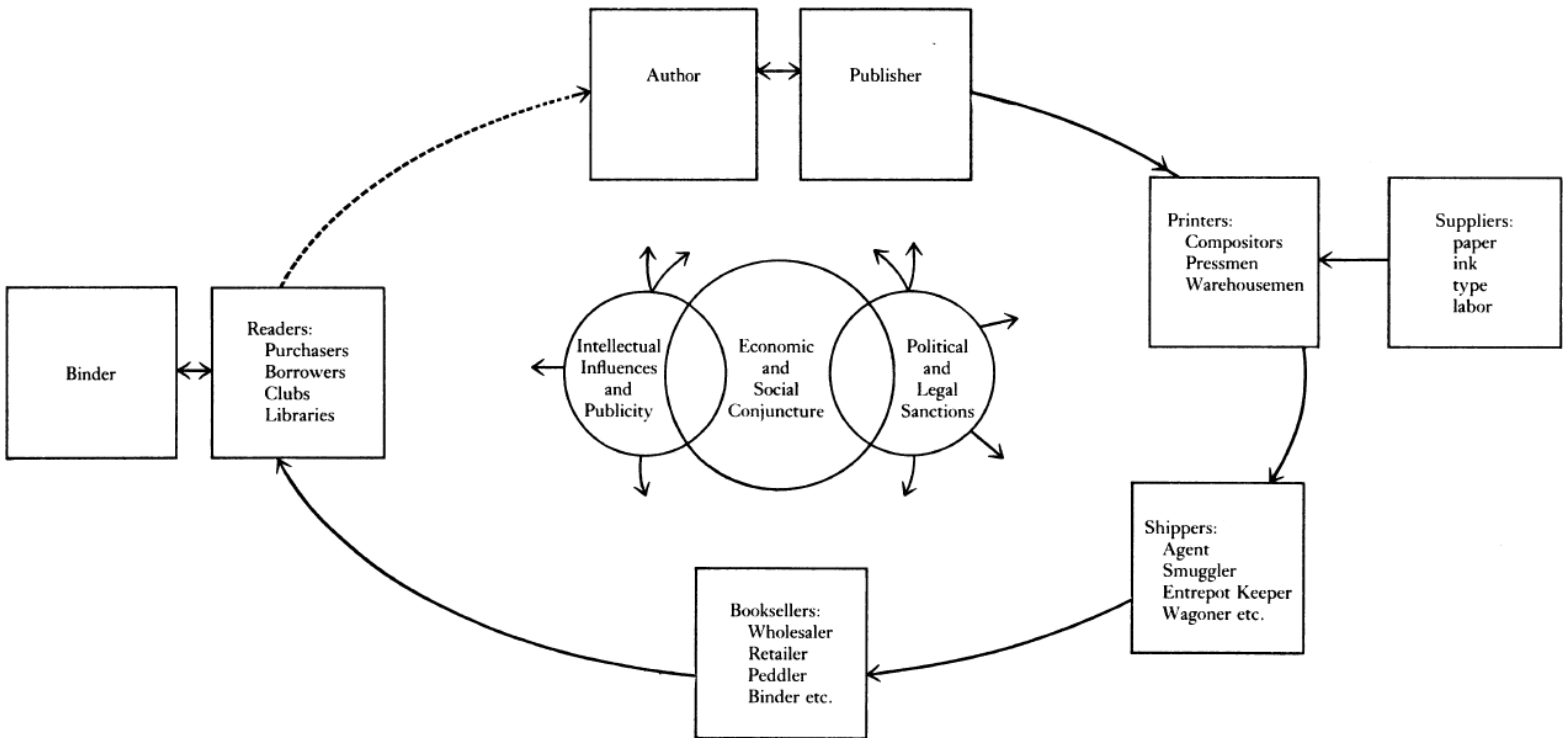 Author
Publisher
Printers:
Compositors
Pressmen
Warehousemen
Suppliers:
paper
ink
type
labor
Binder
Readers:
Purchasers
Borrowers
Clubs
Libraries
Intellectual
Influences
and
Publicity
Economic
and
Social
Conjuncture
Political
and
Legal
Sanctions
Shippers:
Agent
Smuggler
Entrepot Keeper
Wagoner etc.
Booksellers:
Wholesaler
Retailer
Peddler
Binder etc.